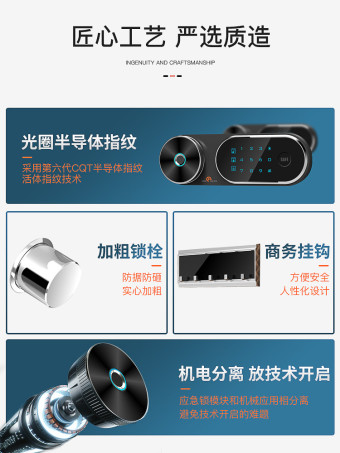 匠心工艺 严选质造
INGENUITY AND CRAFTSMANSHIP
光圈半导体指纹
采用第六代CQT半导体指纹
活体指纹技术
加粗锁栓
防锯防砸
实心加粗
商务挂钩
方便安全
人性化设计
机电分离 放技术开启
应急锁模块和机械应用相分离
避免技术开启的难题